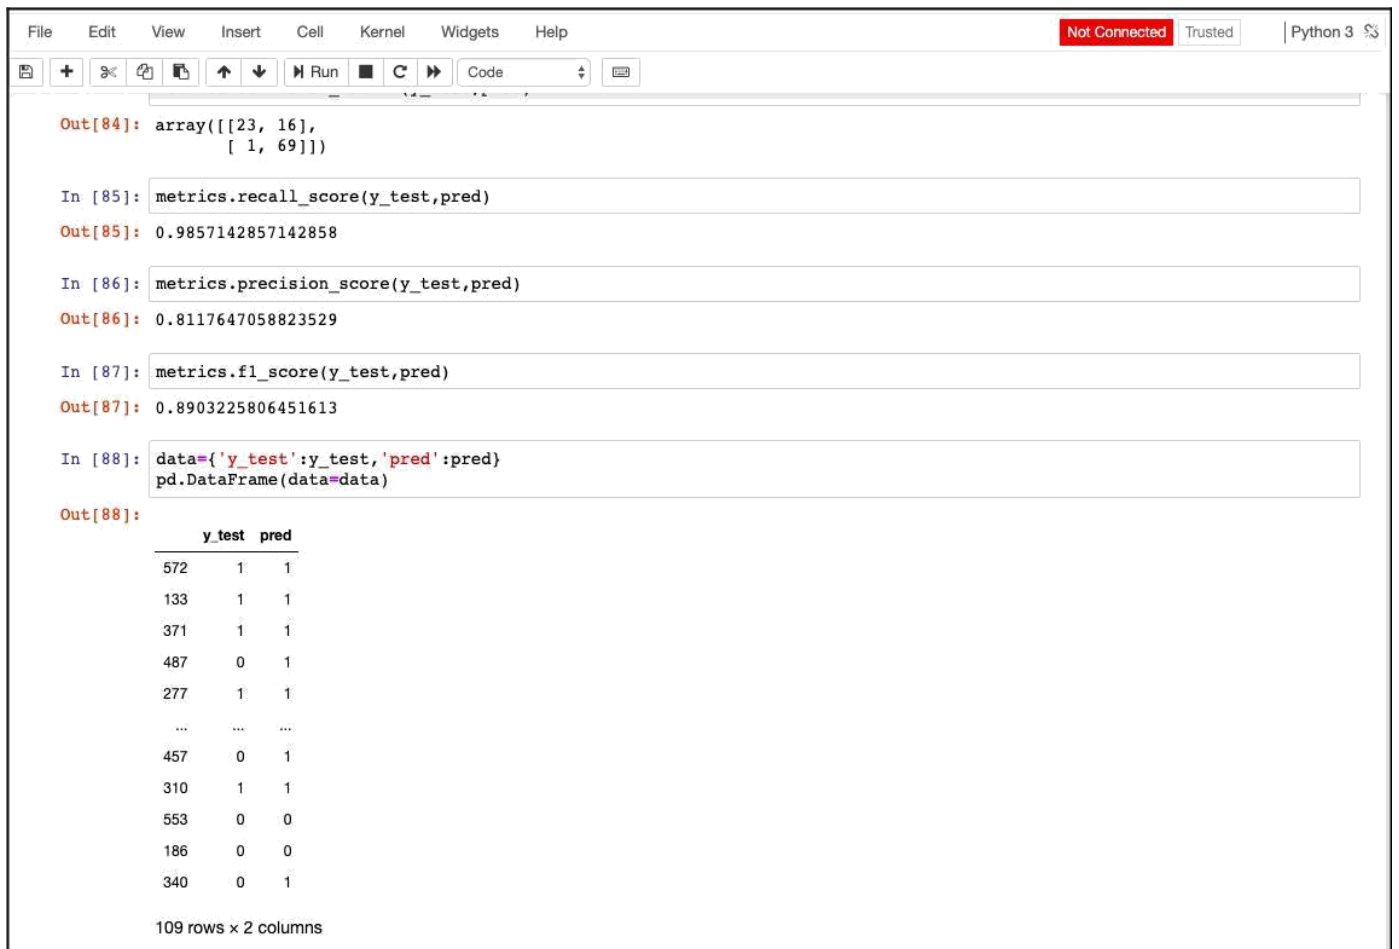 File Edit View Insert Cell Kernel Widgets Help Not Connected Trusted Python 3
Run Code
Out[84]: array([[23, 16],
[ 1, 69]])
In [85]: metrics.recall_score(y_test,pred)
Out[85]: 0.9857142857142858
In [86]: metrics.precision_score(y_test,pred)
Out[86]: 0.8117647058823529
In [87]: metrics.f1_score(y_test,pred)
Out[87]: 0.8903225806451613
In [88]: data={'y_test':y_test,'pred':pred}
pd.DataFrame(data=data)
Out[88]:
y_test pred
572 1 1
133 1 1
371 1 1
487 0 1
277 1 1
... ... ...
457 0 1
310 1 1
553 0 0
186 0 0
340 0 1
109 rows × 2 columns